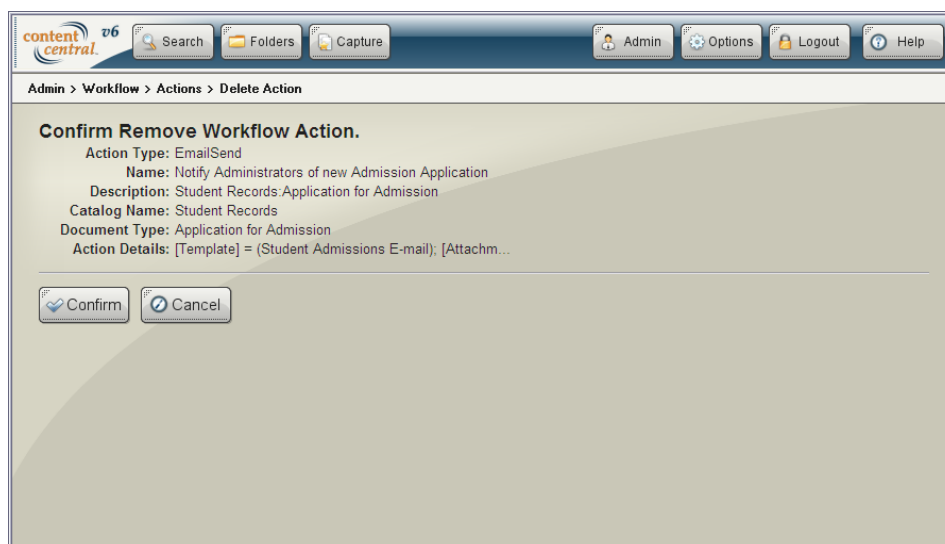 content central. v6 Search Folders Capture Admin Options Logout Help
Admin > Workflow > Actions > Delete Action
Confirm Remove Workflow Action.
Action Type: EmailSend
Name: Notify Administrators of new Admission Application
Description: Student Records:Application for Admission
Catalog Name: Student Records
Document Type: Application for Admission
Action Details: [Template] = (Student Admissions E-mail); [Attachm...
Confirm Cancel